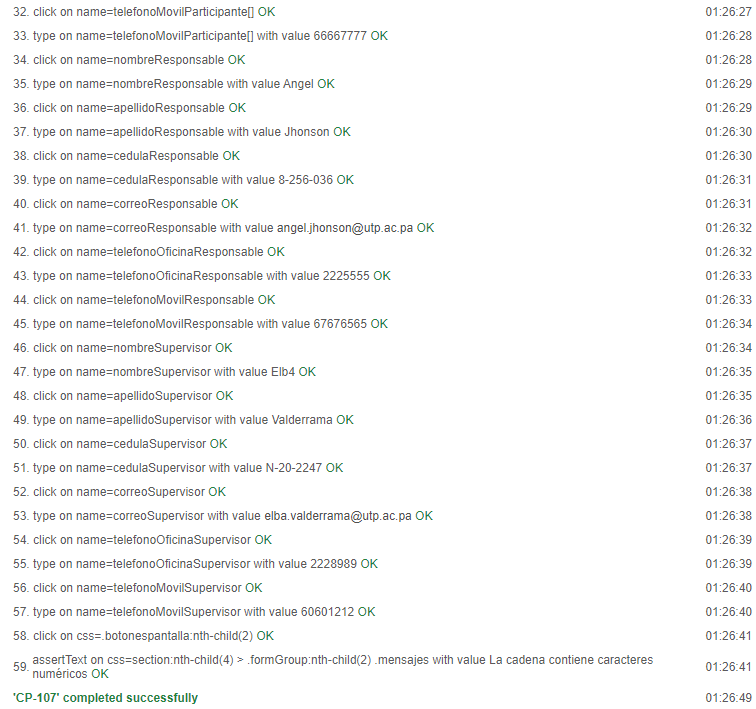 32. click on name=telefonoMovilParticipante[] OK 01:26:27
33. type on name=telefonoMovilParticipante[] with value 66667777 OK 01:26:28
34. click on name=nombreResponsable OK 01:26:28
35. type on name=nombreResponsable with value Angel OK 01:26:29
36. click on name=apellidoResponsable OK 01:26:29
37. type on name=apellidoResponsable with value Jhonson OK 01:26:30
38. click on name=cedulaResponsable OK 01:26:30
39. type on name=cedulaResponsable with value 8-256-036 OK 01:26:31
40. click on name=correoResponsable OK 01:26:31
41. type on name=correoResponsable with value angel.jhonson@utp.ac.pa OK 01:26:32
42. click on name=telefonoOficinaResponsable OK 01:26:32
43. type on name=telefonoOficinaResponsable with value 2225555 OK 01:26:33
44. click on name=telefonoMovilResponsable OK 01:26:33
45. type on name=telefonoMovilResponsable with value 67676565 OK 01:26:34
46. click on name=nombreSupervisor OK 01:26:34
47. type on name=nombreSupervisor with value Elb4 OK 01:26:35
48. click on name=apellidoSupervisor OK 01:26:35
49. type on name=apellidoSupervisor with value Valderrama OK 01:26:36
50. click on name=cedulaSupervisor OK 01:26:37
51. type on name=cedulaSupervisor with value N-20-2247 OK 01:26:37
52. click on name=correoSupervisor OK 01:26:38
53. type on name=correoSupervisor with value elba.valderrama@utp.ac.pa OK 01:26:38
54. click on name=telefonoOficinaSupervisor OK 01:26:39
55. type on name=telefonoOficinaSupervisor with value 2228989 OK 01:26:39
56. click on name=telefonoMovilSupervisor OK 01:26:40
57. type on name=telefonoMovilSupervisor with value 60601212 OK 01:26:40
58. click on css=.botonespantalla:nth-child(2) OK 01:26:41
59. assertText on css=section:nth-child(4) > .formGroup:nth-child(2) .mensajes with value La cadena contiene caracteres 01:26:41
numéricos OK
'CP-107' completed successfully 01:26:49